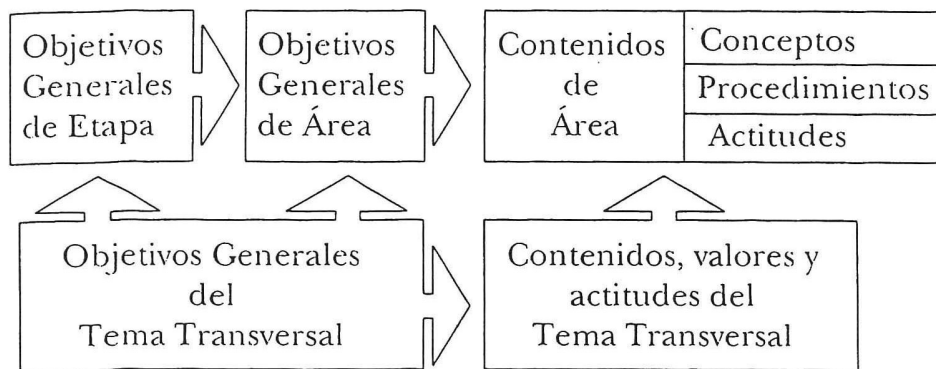 Objetivos
Generales
de Etapa
Objetivos
Generales
de Área
Contenidos
de
Área
Conceptos
Procedimientos
Actitudes
Objetivos Generales
del
Tema Transversal
Contenidos, valores y
actitudes del
Tema Transversal